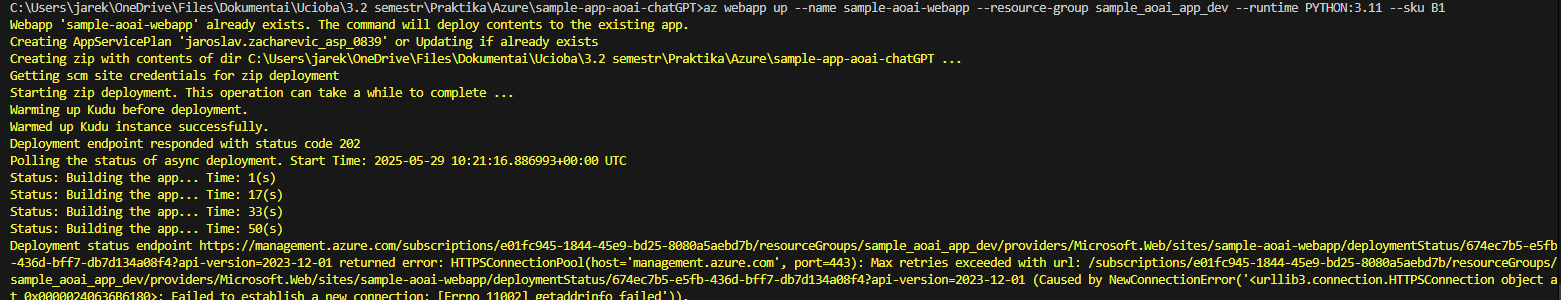 C:\Users\jarek\OneDrive\Files\Dokumentai\Ucioba\3.2 semestr\Praktika\Azure\sample-app-aoai-chatGPT>az webapp up --name sample-aoai-webapp --resource-group sample_aoai_app_dev --runtime PYTHON:3.11 --sku B1
Webapp 'sample-aoai-webapp' already exists. The command will deploy contents to the existing app.
Creating AppServicePlan 'jaroslav.zacharevic_asp_0839' or Updating if already exists
Creating zip with contents of dir C:\Users\jarek\OneDrive\Files\Dokumentai\Ucioba\3.2 semestr\Praktika\Azure\sample-app-aoai-chatGPT ...
Getting scm site credentials for zip deployment
Starting zip deployment. This operation can take a while to complete ...
Warming up Kudu before deployment.
Warmed up Kudu instance successfully.
Deployment endpoint responded with status code 202
Polling the status of async deployment. Start Time: 2025-05-29 10:21:16.886993+00:00 UTC
Status: Building the app... Time: 1(s)
Status: Building the app... Time: 17(s)
Status: Building the app... Time: 33(s)
Status: Building the app... Time: 50(s)
Deployment status endpoint https://management.azure.com/subscriptions/e01fc945-1844-45e9-bd25-8080a5aebd7b/resourceGroups/sample_aoai_app_dev/providers/Microsoft.Web/sites/sample-aoai-webapp/deploymentStatus/674ec7b5-e5fb
-436d-bff7-db7d134a08f4?api-version=2023-12-01 returned error: HTTPSConnectionPool(host='management.azure.com', port=443): Max retries exceeded with url: /subscriptions/e01fc945-1844-45e9-bd25-8080a5aebd7b/resourceGroups/
sample_aoai_app_dev/providers/Microsoft.Web/sites/sample-aoai-webapp/deploymentStatus/674ec7b5-e5fb-436d-bff7-db7d134a08f4?api-version=2023-12-01 (Caused by NewConnectionError('<urllib3.connection.HTTPSConnection object a
t 0x00000240636B6180>: Failed to establish a new connection: [Errno 11002] getaddrinfo failed')).